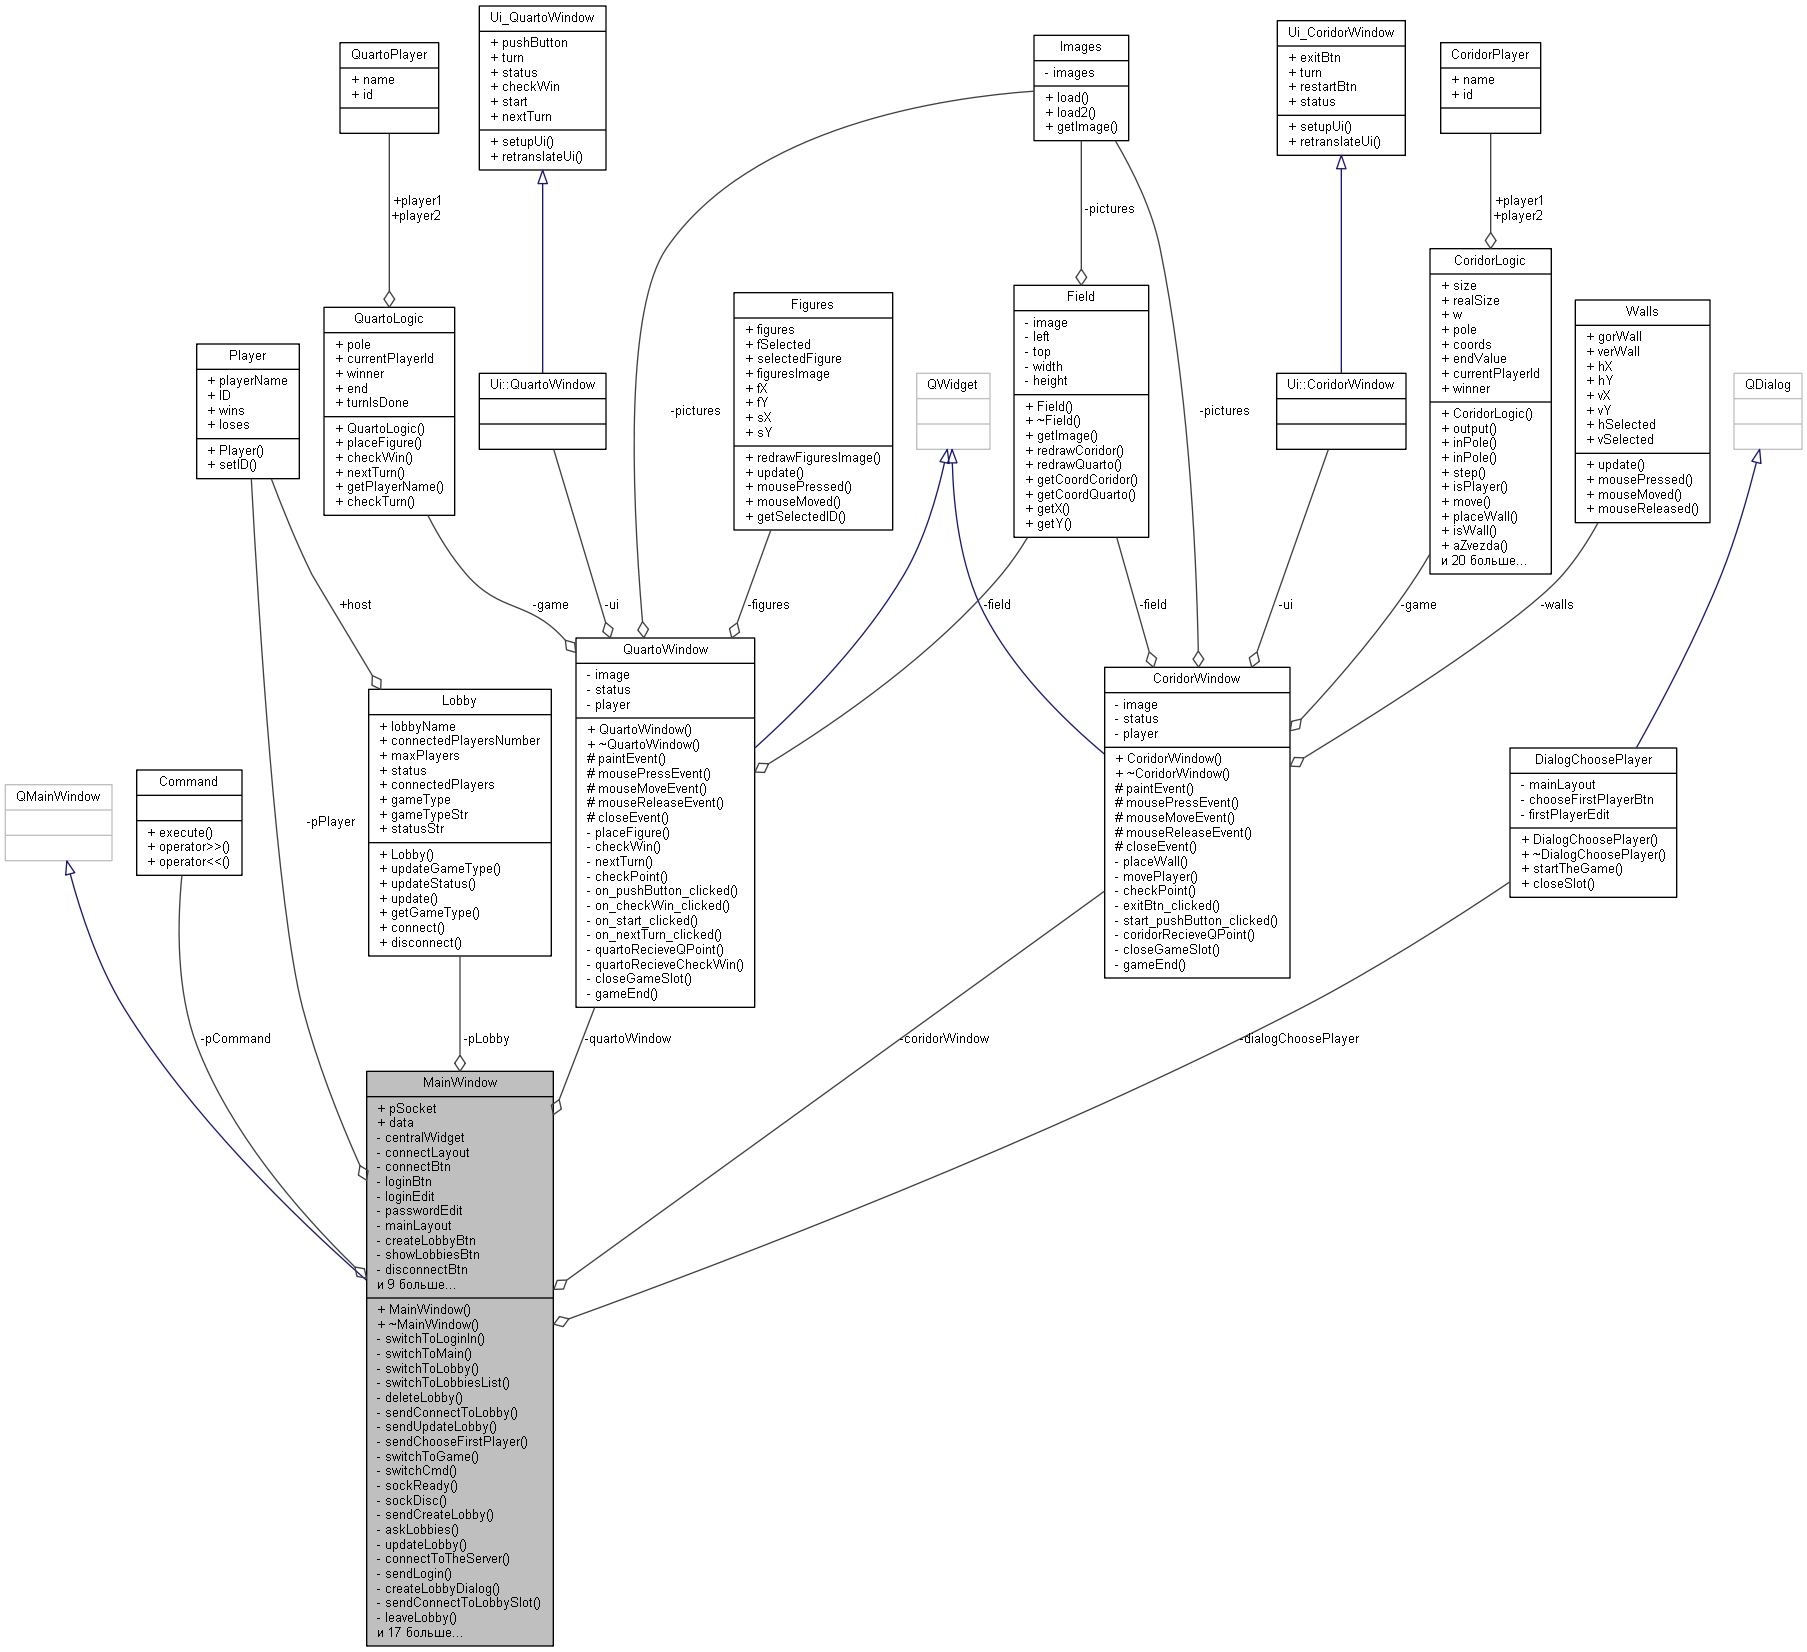 Ui_QuartoWindow
+ pushButton
+ turn
+ status
+ checkWin
+ start
+ nextTurn
+ setupUi()
+ retranslateUi()
QuartoPlayer
+ name
+ id
Images
- images
+ load()
+ load2()
+ getImage()
Ui_CoridorWindow
+ exitBtn
+ turn
+ restartBtn
+ status
+ setupUi()
+ retranslateUi()
CoridorPlayer
+ name
+ id
+player1
+player2
-pictures
+player1
+player2
QuartoLogic
+ pole
+ currentPlayerId
+ winner
+ end
+ turnIsDone
+ QuartoLogic()
+ placeFigure()
+ checkWin()
+ nextTurn()
+ getPlayerName()
+ checkTurn()
Player
+ playerName
+ ID
+ wins
+ loses
+ Player()
+ setID()
Ui::QuartoWindow
-pictures
Figures
+ figures
+ fSelected
+ selectedFigure
+ figuresImage
+ fX
+ fY
+ sX
+ sY
+ redrawFiguresImage()
+ update()
+ mousePressed()
+ mouseMoved()
+ getSelectedID()
QWidget
Field
- image
- left
- top
- width
- height
+ Field()
+ ~Field()
+ getImage()
+ redrawCoridor()
+ redrawQuarto()
+ getCoordCoridor()
+ getCoordQuarto()
+ getX()
+ getY()
-pictures
Ui::CoridorWindow
CoridorLogic
+ size
+ realSize
+ w
+ pole
+ coords
+ endValue
+ currentPlayerId
+ winner
+ CoridorLogic()
+ output()
+ inPole()
+ inPole()
+ step()
+ isPlayer()
+ move()
+ placeWall()
+ isWall()
+ aZvezda()
и 20 больше...
Walls
+ gorWall
+ verWall
+ hX
+ hY
+ vX
+ vY
+ hSelected
+ vSelected
+ update()
+ mousePressed()
+ mouseMoved()
+ mouseReleased()
QDialog
+host
-game
-ui
-figures
-field
-field
-ui
-game
-walls
Lobby
+ lobbyName
+ connectedPlayersNumber
+ maxPlayers
+ status
+ connectedPlayers
+ gameType
+ gameTypeStr
+ statusStr
+ Lobby()
+ updateGameType()
+ updateStatus()
+ update()
+ getGameType()
+ connect()
+ disconnect()
QuartoWindow
- image
- status
- player
+ QuartoWindow()
+ ~QuartoWindow()
# paintEvent()
# mousePressEvent()
# mouseMoveEvent()
# mouseReleaseEvent()
# closeEvent()
- placeFigure()
- checkWin()
- nextTurn()
- checkPoint()
- on_pushButton_clicked()
- on_checkWin_clicked()
- on_start_clicked()
- on_nextTurn_clicked()
- quartoRecieveQPoint()
- quartoRecieveCheckWin()
- closeGameSlot()
- gameEnd()
CoridorWindow
- image
- status
- player
+ CoridorWindow()
+ ~CoridorWindow()
# paintEvent()
# mousePressEvent()
# mouseMoveEvent()
# mouseReleaseEvent()
# closeEvent()
- placeWall()
- movePlayer()
- checkPoint()
- exitBtn_clicked()
- start_pushButton_clicked()
- coridorRecieveQPoint()
- closeGameSlot()
- gameEnd()
DialogChoosePlayer
- mainLayout
- chooseFirstPlayerBtn
- firstPlayerEdit
+ DialogChoosePlayer()
+ ~DialogChoosePlayer()
+ startTheGame()
+ closeSlot()
QMainWindow
Command
+ execute()
+ operator>>()
+ operator<<()
-pPlayer
-pCommand
-pLobby
-quartoWindow
-coridorWindow
-dialogChoosePlayer
MainWindow
+ pSocket
+ data
- centralWidget
- connectLayout
- connectBtn
- loginBtn
- loginEdit
- passwordEdit
- mainLayout
- createLobbyBtn
- showLobbiesBtn
- disconnectBtn
и 9 больше...
+ MainWindow()
+ ~MainWindow()
- switchToLoginIn()
- switchToMain()
- switchToLobby()
- switchToLobbiesList()
- deleteLobby()
- sendConnectToLobby()
- sendUpdateLobby()
- sendChooseFirstPlayer()
- switchToGame()
- switchCmd()
- sockReady()
- sockDisc()
- sendCreateLobby()
- askLobbies()
- updateLobby()
- connectToTheServer()
- sendLogin()
- createLobbyDialog()
- sendConnectToLobbySlot()
- leaveLobby()
и 17 больше...